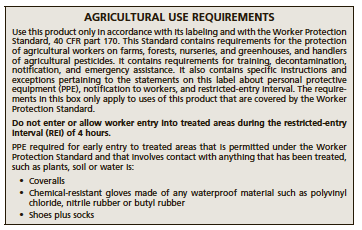 AGRICULTURAL USE REQUIREMENTS
Use this product only in accordance with its labeling and with the Worker Protection
Standard, 40 CFR part 170. This Standard contains requirements for the protection
of agricultural workers on farms, forests, nurseries, and greenhouses, and handlers
of agricultural pesticides. It contains requirements for training, decontamination,
notification, and emergency assistance. It also contains specific instructions and
exceptions pertaining to the statements on this label about personal protective
equipment (PPE), notification to workers, and restricted-entry interval. The require-
ments in this box only apply to uses of this product that are covered by the Worker
Protection Standard.
Do not enter or allow worker entry into treated areas during the restricted-entry
interval (REI) of 4 hours.
PPE required for early entry to treated areas that is permitted under the Worker
Protection Standard and that involves contact with anything that has been treated,
such as plants, soil or water is:
• Coveralls
• Chemical-resistant gloves made of any waterproof material such as polyvinyl
chloride, nitrile rubber or butyl rubber
• Shoes plus socks